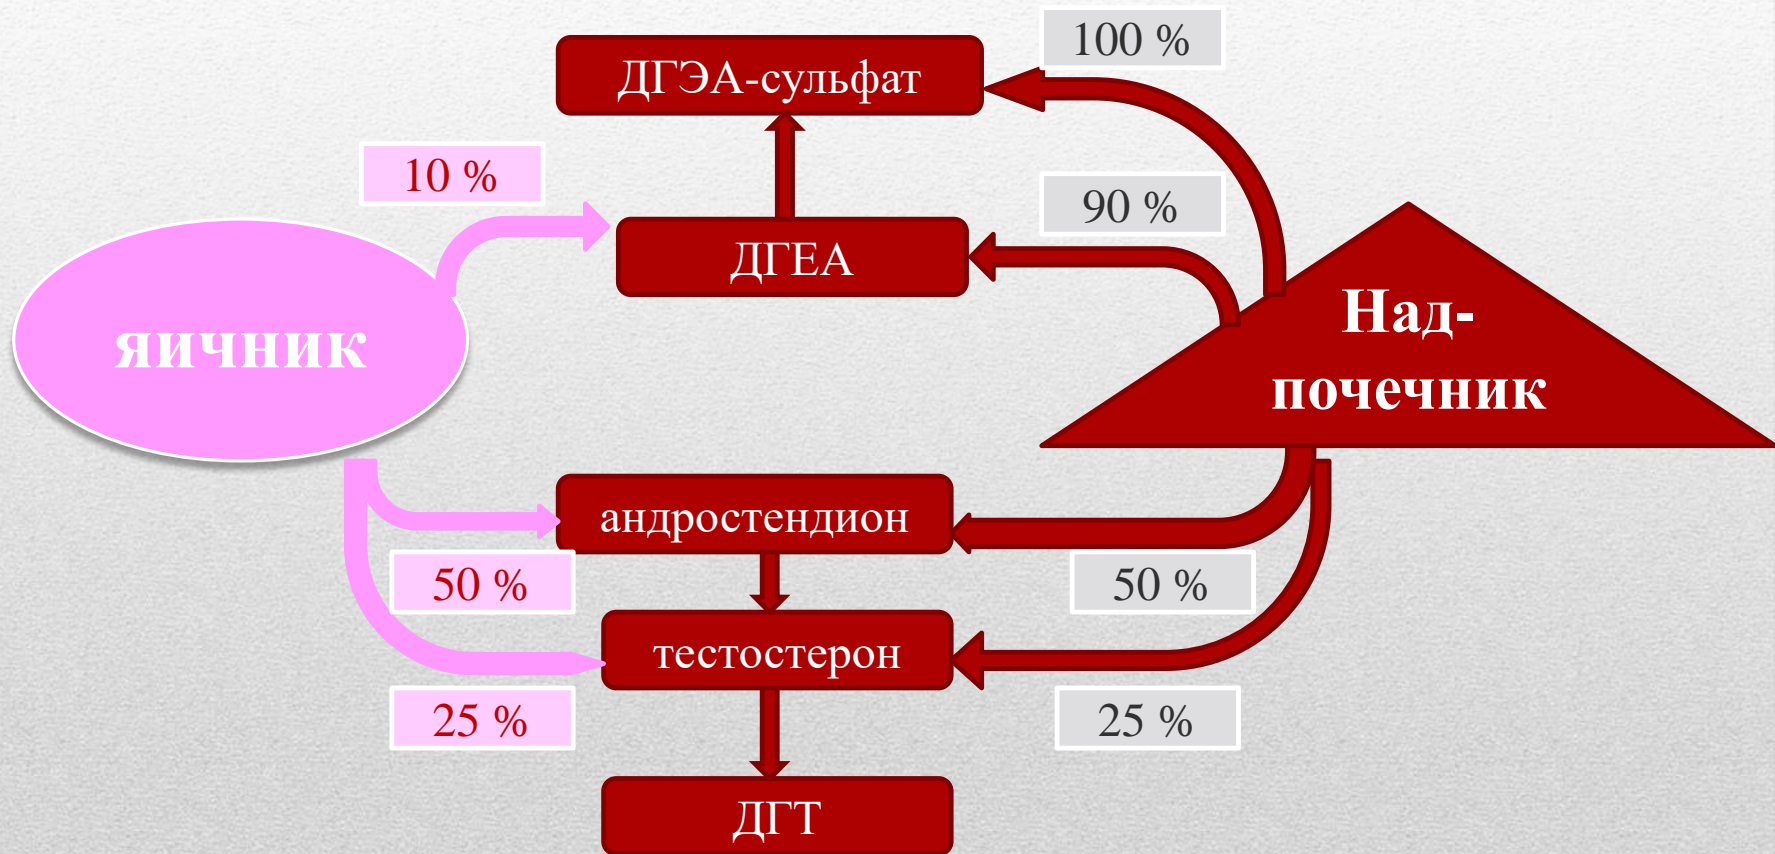 100 %
ДГЭА-сульфат
10 %
90 %
ДГЕА
яичник
Над-
почечник
андростендион
50 %
50 %
тестостерон
25 %
25 %
ДГТ